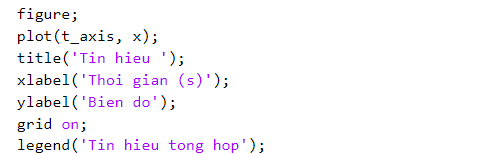 figure;
plot(t_axis, x);
title('Tin hieu ');
xlabel('Thoi gian (s)');
ylabel('Bien do');
grid on;
legend('Tin hieu tong hop');